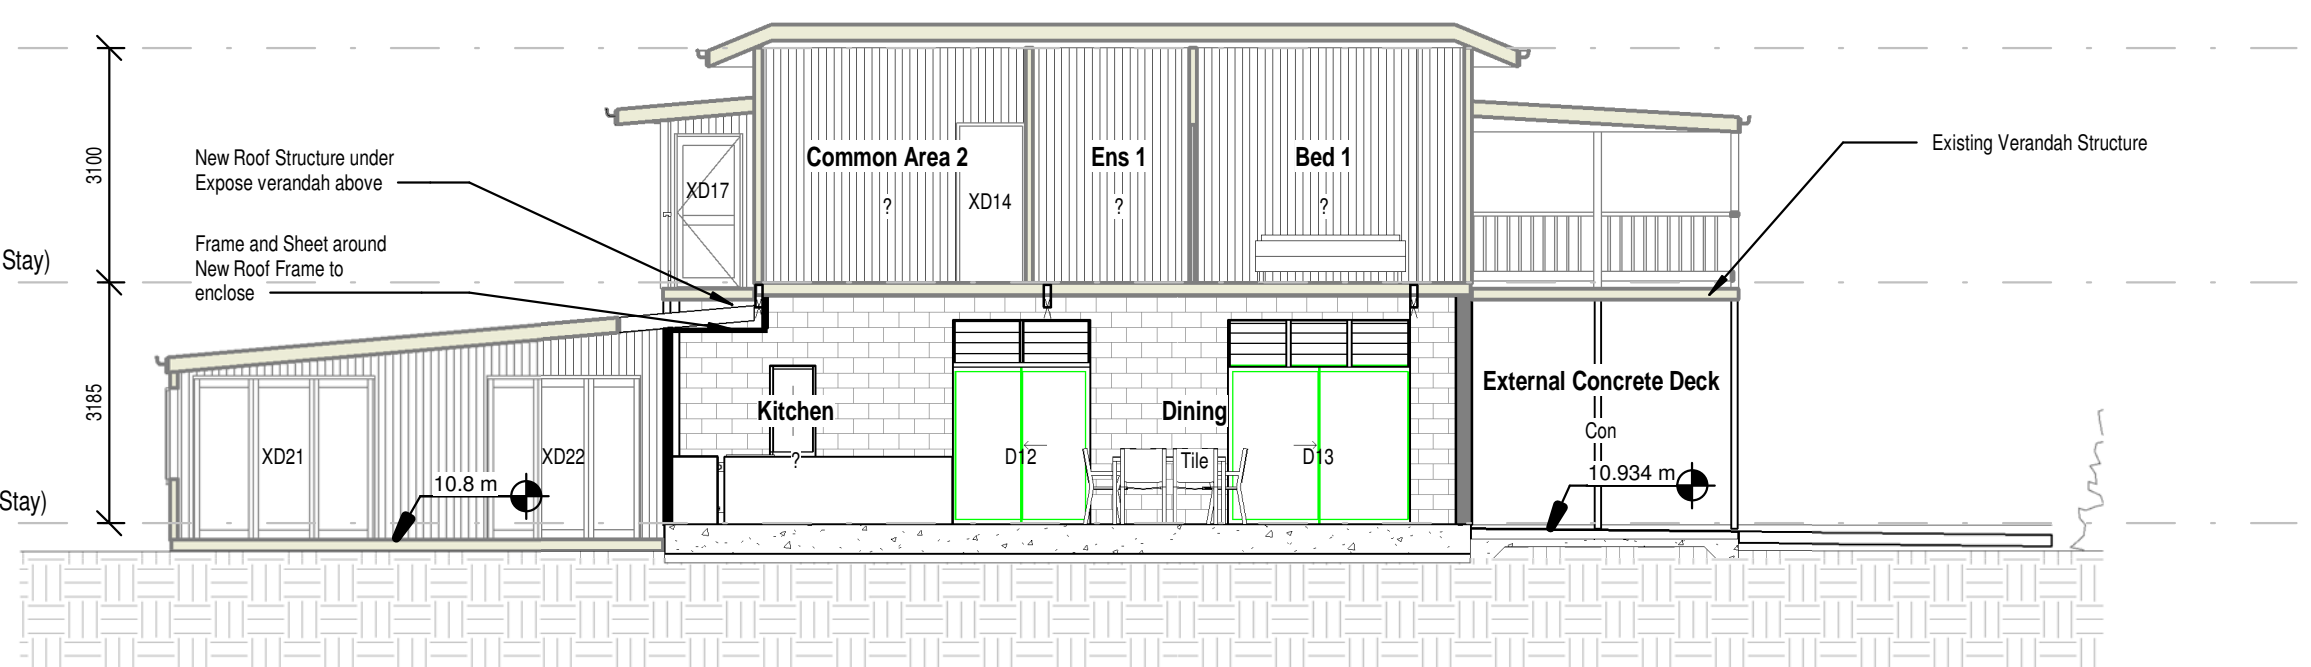 New Roof Structure under
Expose verandah above
Existing Verandah Structure
3100
XD17
Common Area 2
?
XD14
Ens 1
?
Bed 1
?
Stay)
Frame and Sheet around
New Roof Frame to
enclose
3185
XD21
XD22
10.8 m
Kitchen
?
D12
Dining
Tile
D13
External Concrete Deck
Con
10.934 m
Stay)